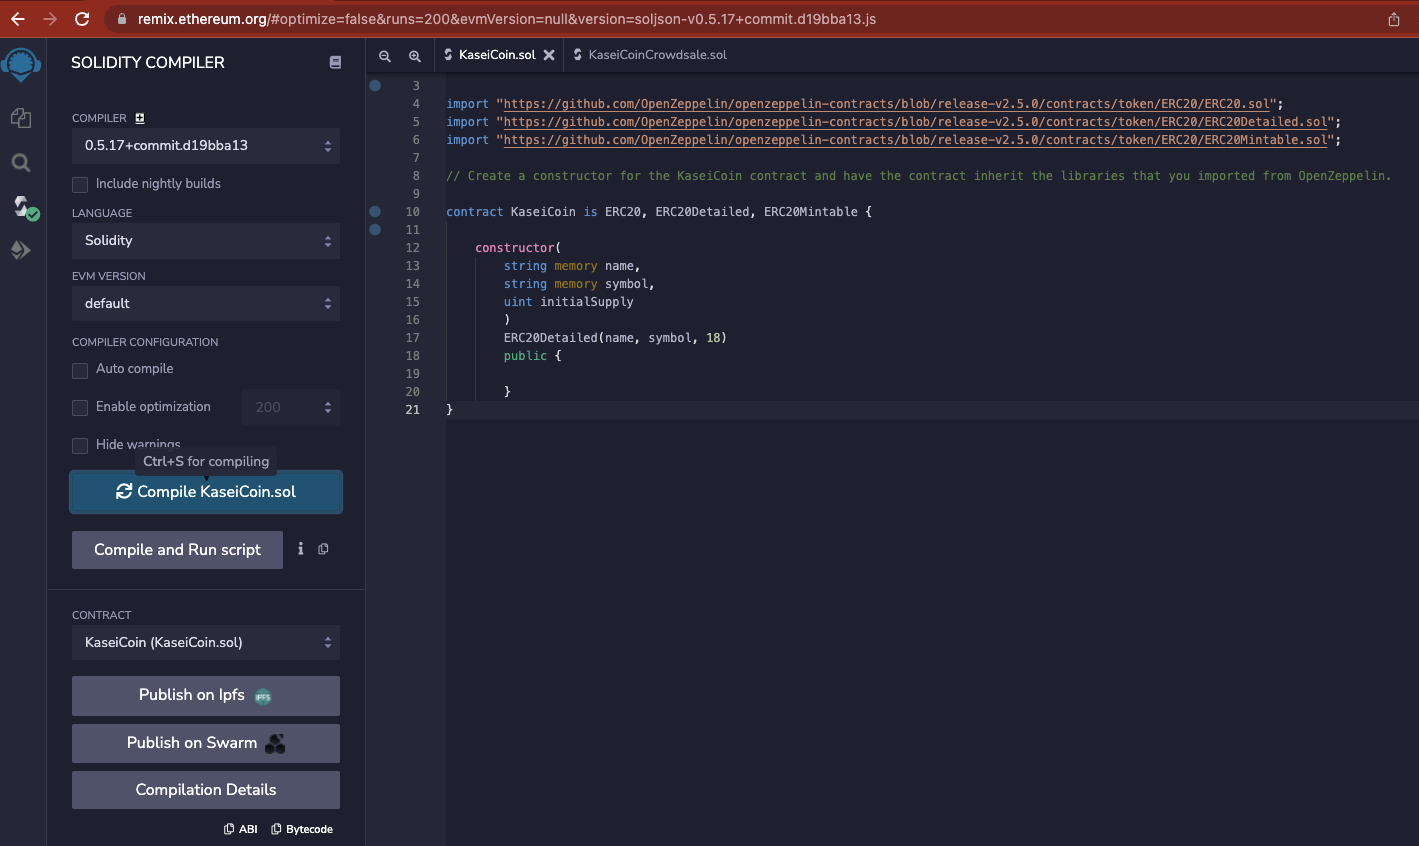 remix.ethereum.org/#optimize=false&runs=200&evmVersion=null&version=soljson-v0.5.17+commit.d19bba13.js
SOLIDITY COMPILER
COMPILER
0.5.17+commit.d19bba13
Include nightly builds
LANGUAGE
Solidity
EVM VERSION
default
COMPILER CONFIGURATION
Auto compile
Enable optimization
200
Hide warnings
Ctrl+S for compiling
Compile KaseiCoin.sol
Compile and Run script
CONTRACT
KaseiCoin (KaseiCoin.sol)
Publish on Ipfs
IPFS
Publish on Swarm
Compilation Details
ABI Bytecode
KaseiCoin.sol KaseiCoinCrowdsale.sol
3
4 import "https://github.com/OpenZeppelin/openzeppelin-contracts/blob/release-v2.5.0/contracts/token/ERC20/ERC20.sol";
5 import "https://github.com/OpenZeppelin/openzeppelin-contracts/blob/release-v2.5.0/contracts/token/ERC20/ERC20Detailed.sol";
6 import "https://github.com/OpenZeppelin/openzeppelin-contracts/blob/release-v2.5.0/contracts/token/ERC20/ERC20Mintable.sol";
7
8 // Create a constructor for the KaseiCoin contract and have the contract inherit the libraries that you imported from OpenZeppelin.
9
10 contract KaseiCoin is ERC20, ERC20Detailed, ERC20Mintable {
11
12 constructor(
13 string memory name,
14 string memory symbol,
15 uint initialSupply
16 )
17 ERC20Detailed(name, symbol, 18)
18 public {
19
20 }
21 }